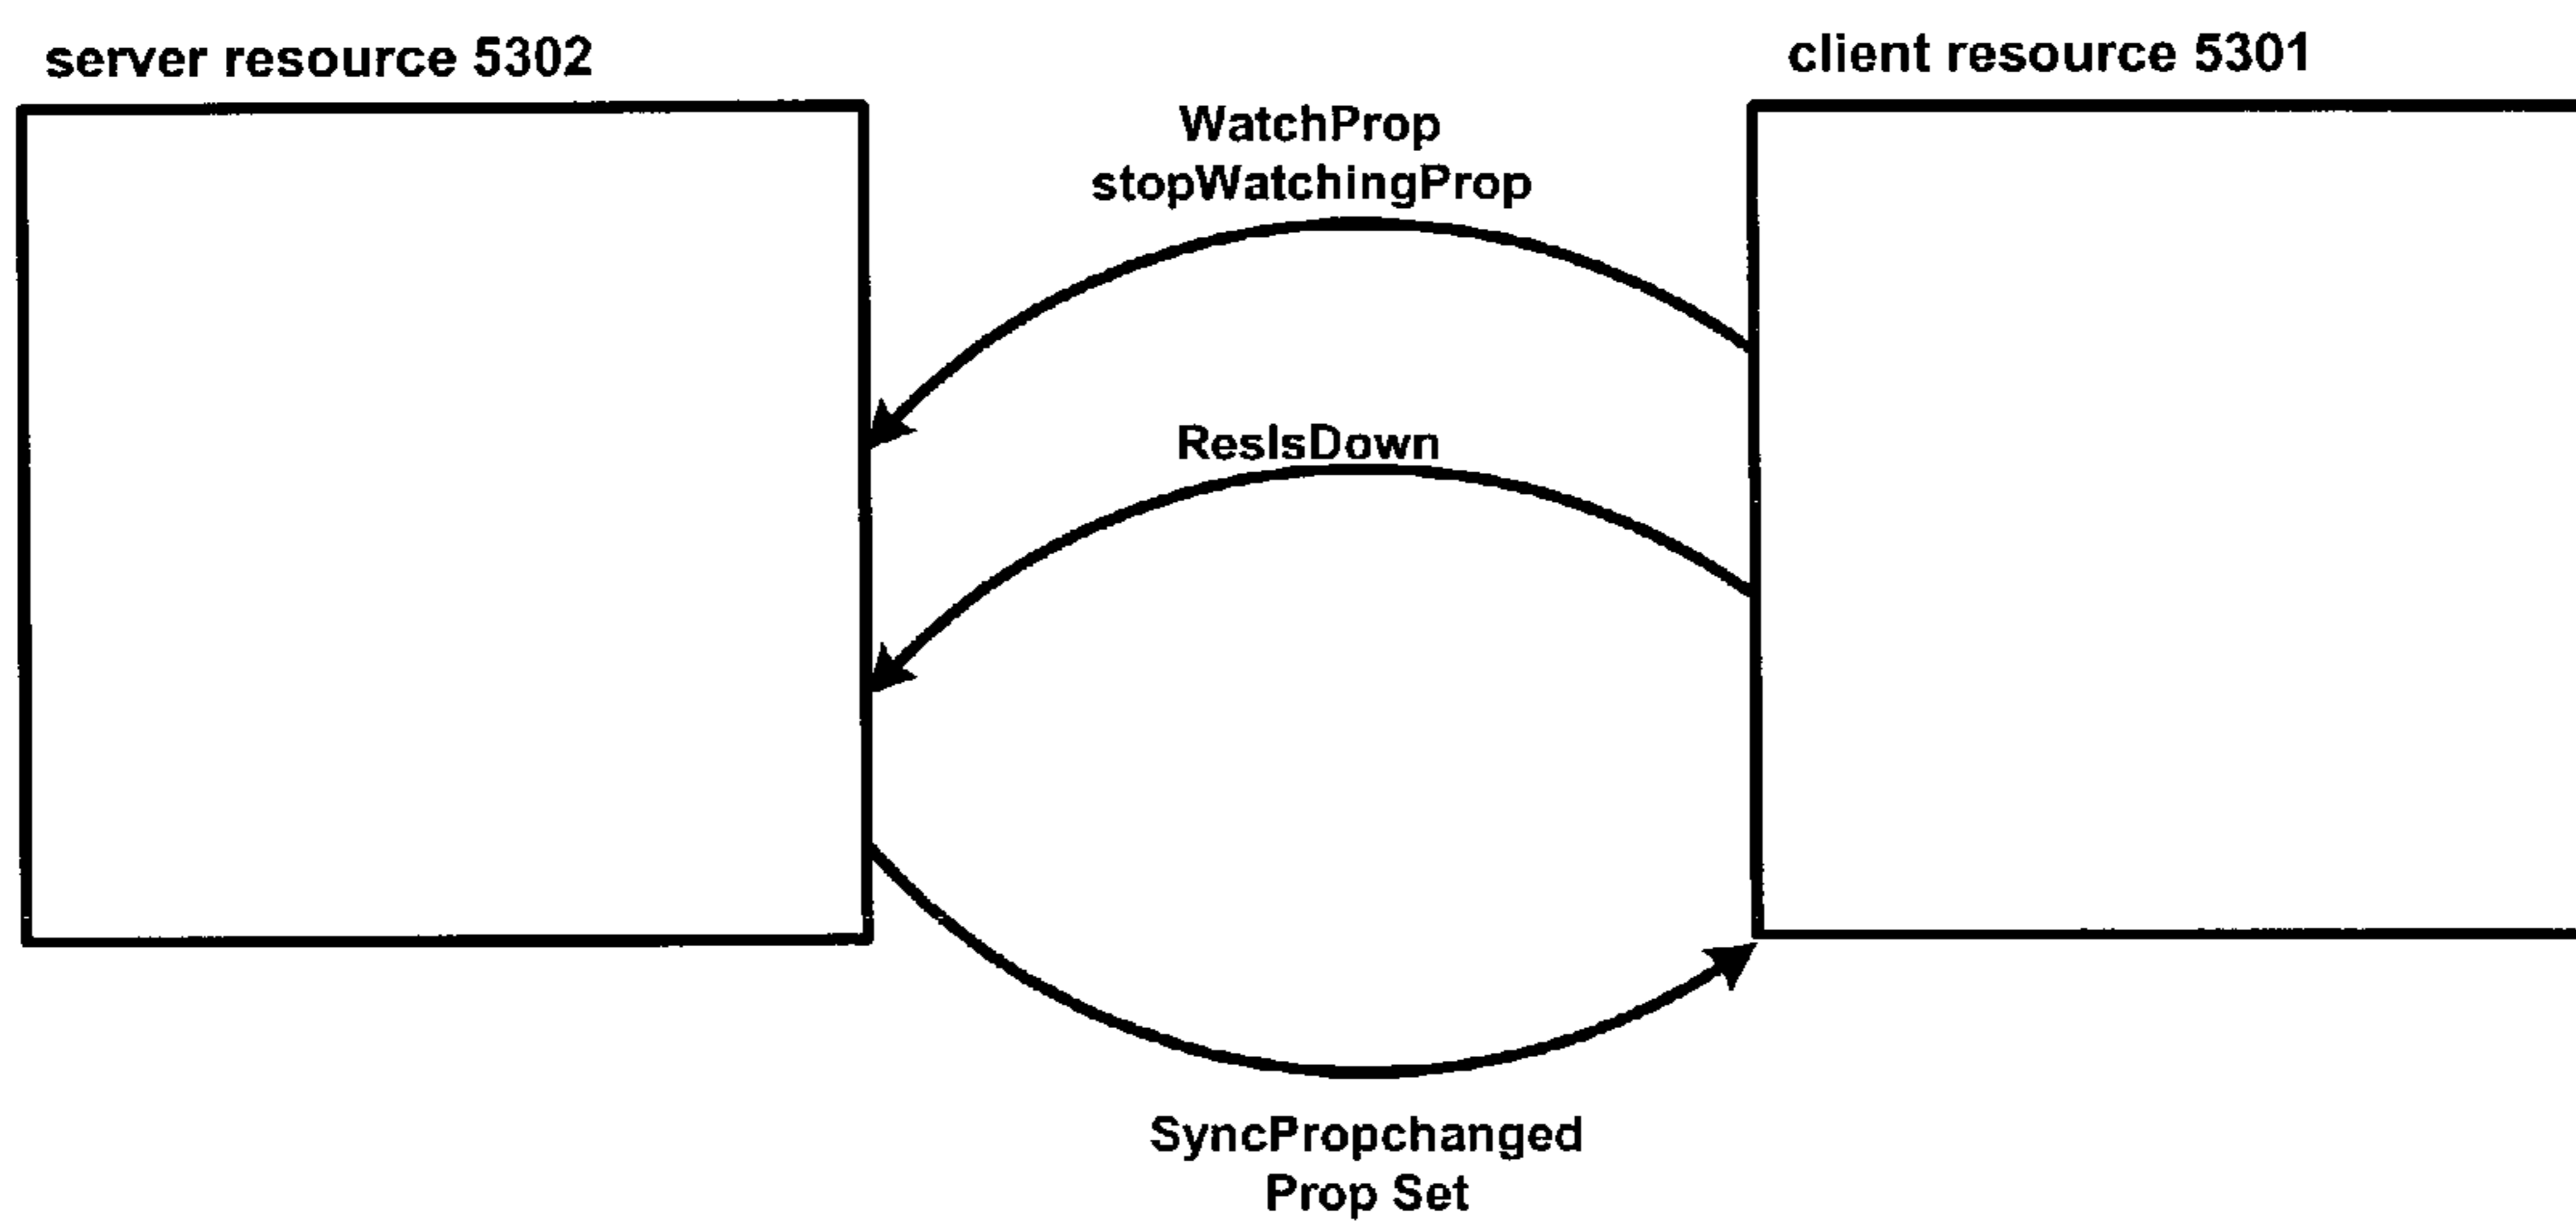 server resource 5302
client resource 5301
WatchProp
stopWatchingProp
ResIsDown
SyncPropchanged
Prop Set